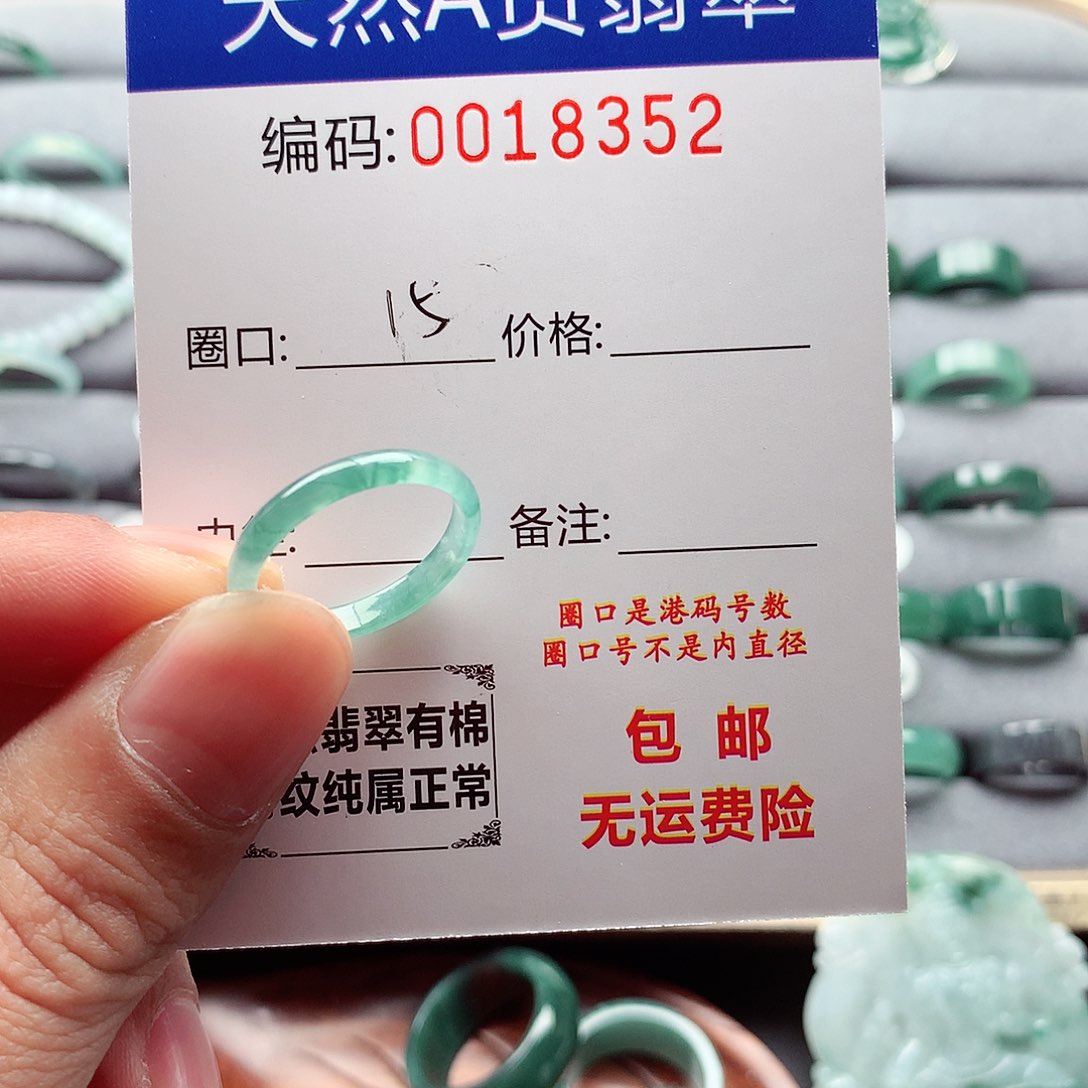 天然A货翡翠
编码:0018352
圈口: 15 价格:
备注:
圈口是港码号数
圈口号不是内直径
翡翠有棉
纹纯属正常
包 邮
无运费险